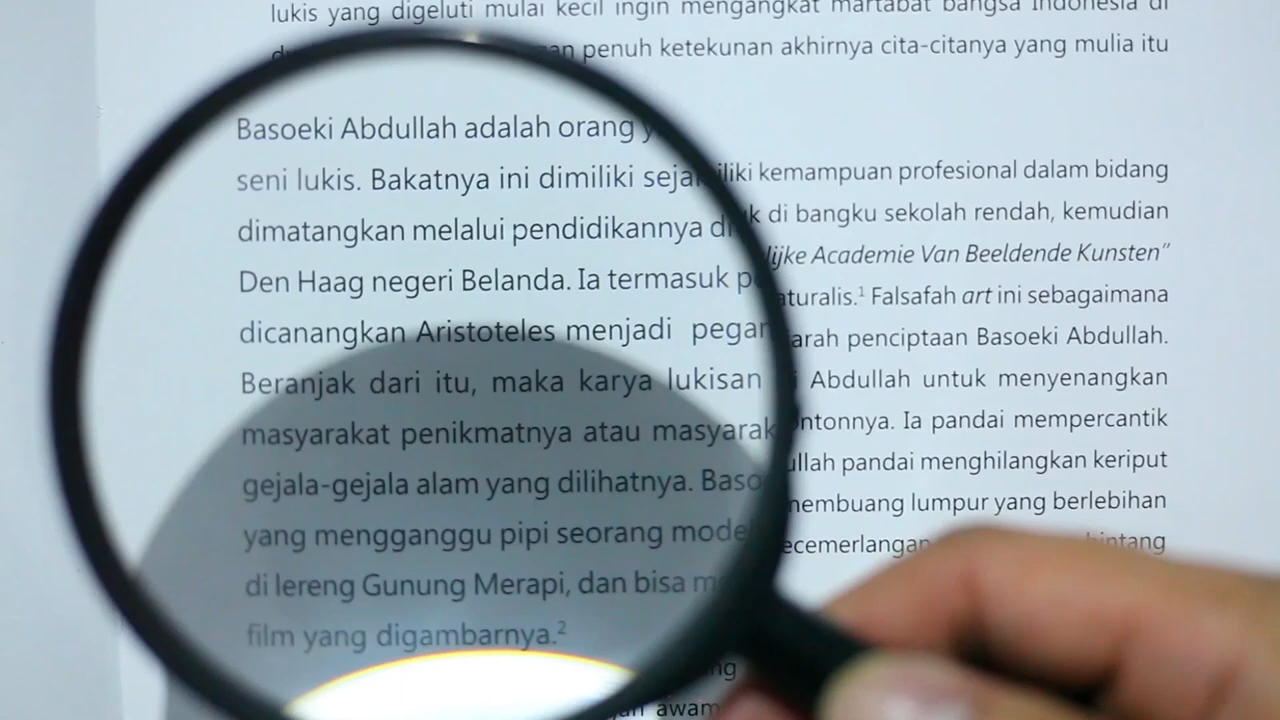 lukis yang digeluti mulai kecil ingin mengangkat martabat bangsa Indonesia di
penuh ketekunan akhirnya cita-citanya yang mulia itu
Basoeki Abdullah adalah orang
seni lukis. Bakatnya ini dimiliki kemampuan profesional dalam bidang
dimatangkan melalui pendidikannya di bangku sekolah rendah, kemudian
Academie Van Beeldende Kunsten”
Den Haag negeri Belanda. Ia termasuk Falsafah art ini sebagaimana
dicanangkan Aristoteles menjadi penciptaan Basoeki Abdullah.
Beranjak dari itu, maka karya lukisan Abdullah untuk menyenangkan
masyarakat penikmatnya atau Ia pandai mempercantik
gejala-gejala alam yang dilihatnya. pandai menghilangkan keriput
yang mengganggu pipi seorang membuang lumpur yang berlebihan
di lereng Gunung Merapi, dan bisa bintang
film yang digambarnya.²
awam